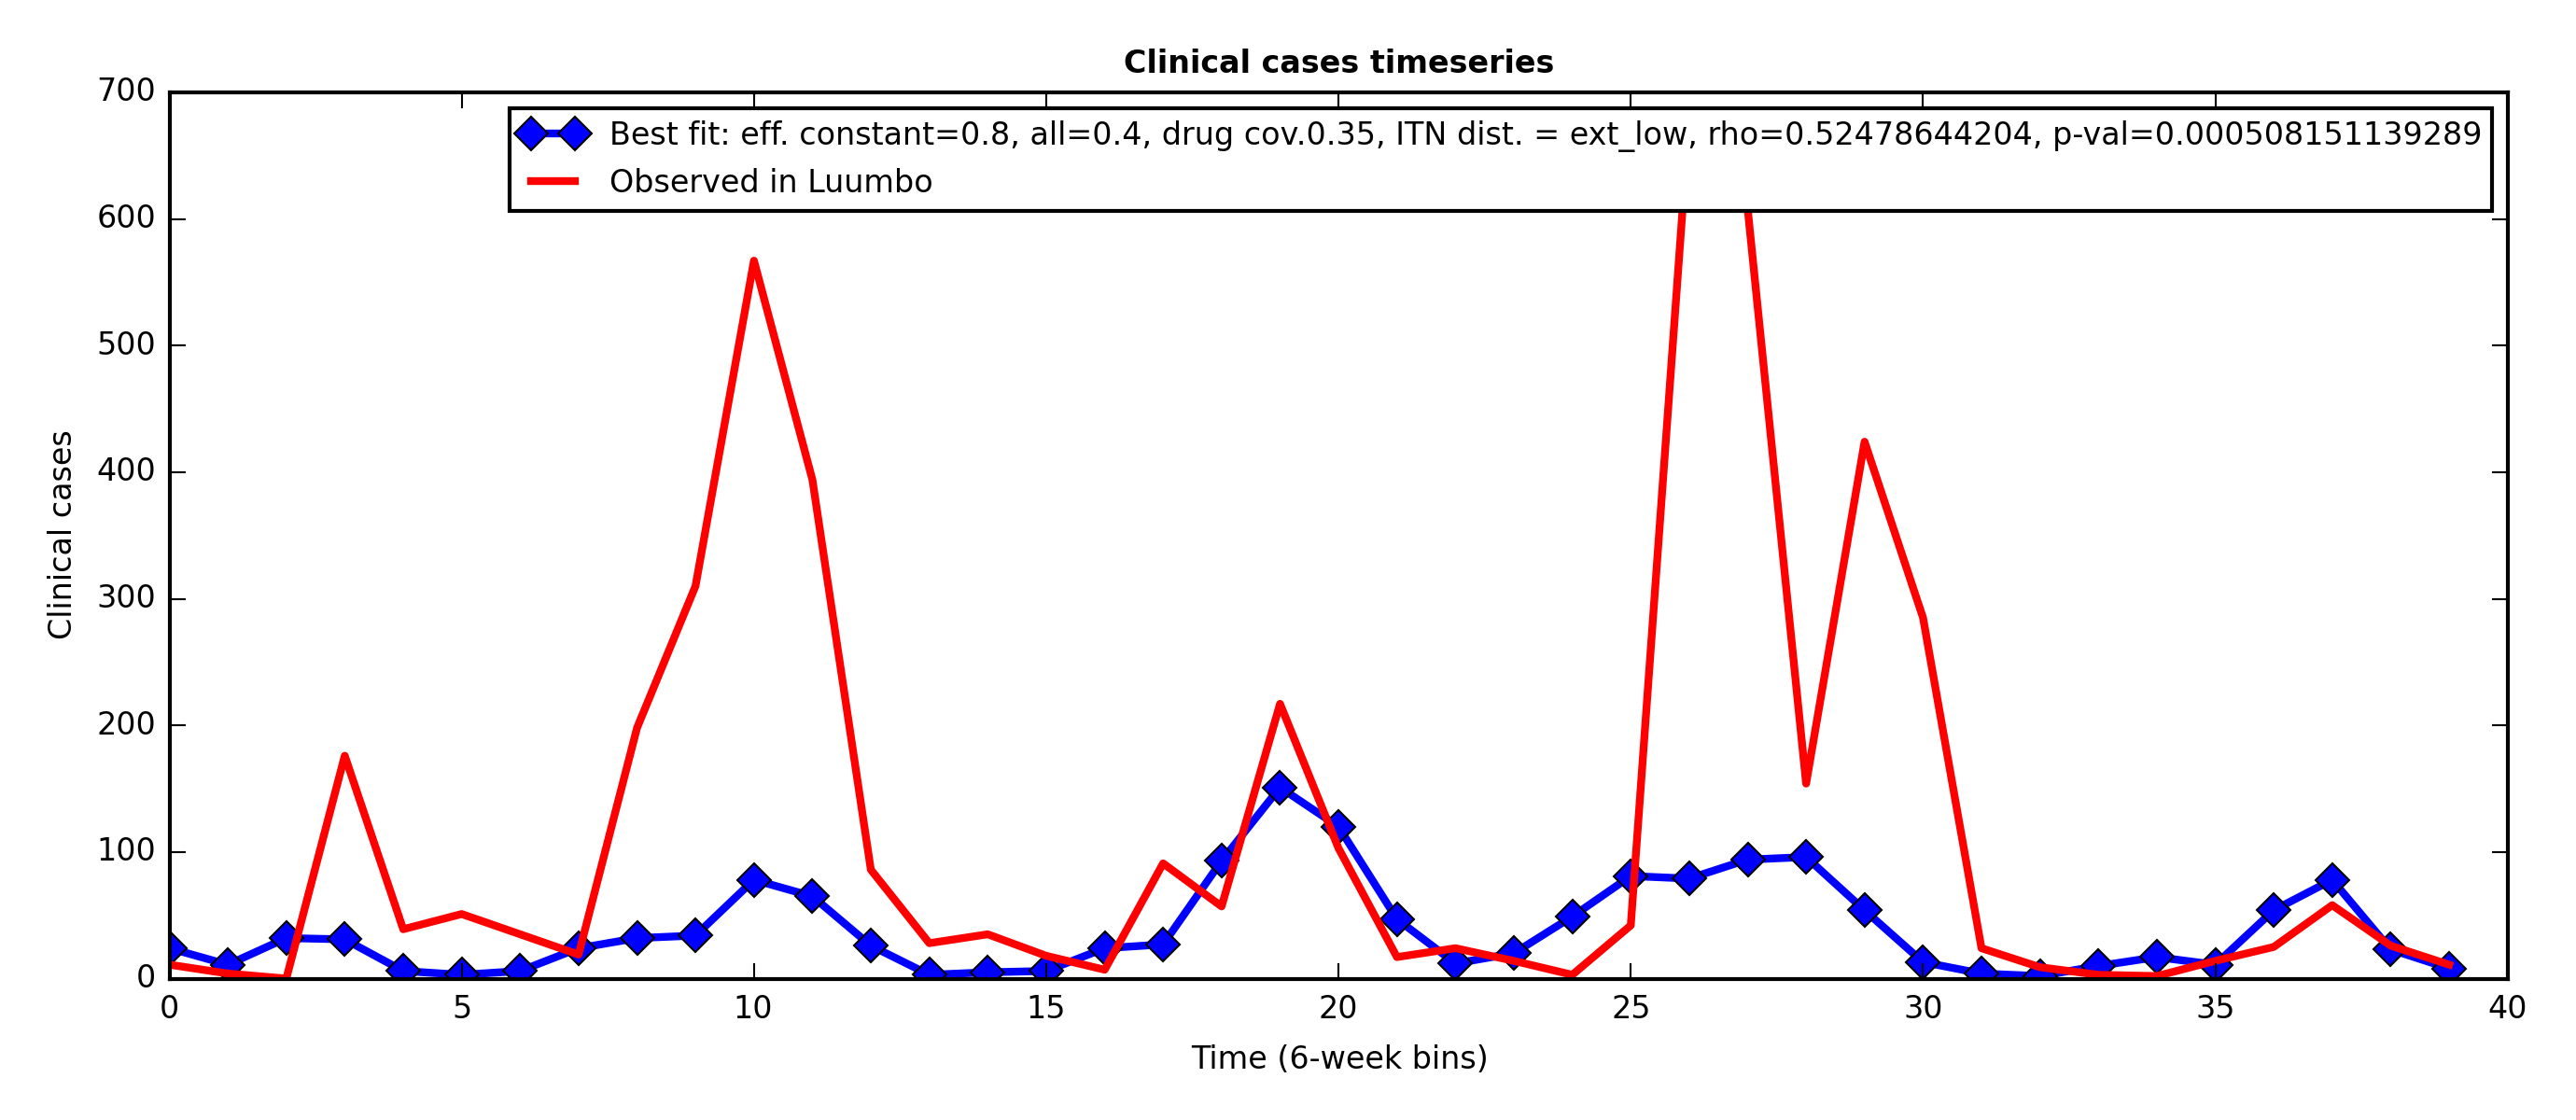 Clinical cases timeseries
Best fit: eff. constant=0.8, all=0.4, drug cov.0.35, ITN dist. = ext_low, rho=0.52478644204, p-val=0.000508151139289
Observed in Luumbo
Clinical cases
700
600
500
400
300
200
100
0
0 5 10 15 20 25 30 35 40
Time (6-week bins)